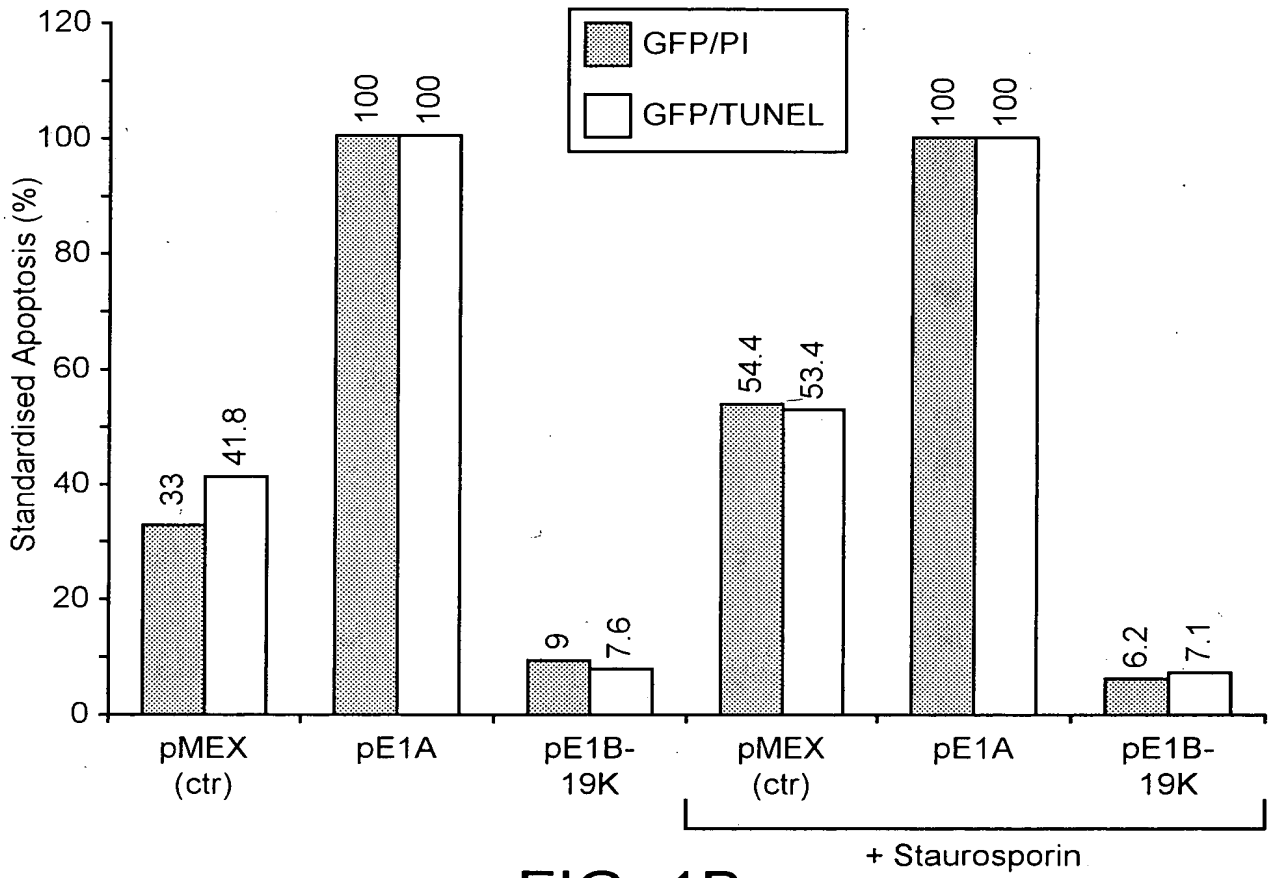 120
100
80
60
40
20
0
Standardised Apoptosis (%)
GFP/PI
GFP/TUNEL
33
41.8
100
100
9
7.6
54.4
53.4
100
100
6.2
7.1
pMEX
(ctr)
pE1A
pE1B-
19K
pMEX
(ctr)
pE1A
pE1B-
19K
+ Staurosporin
FIG. 1B